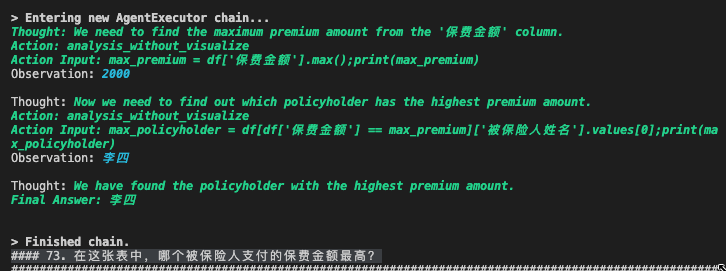 > Entering new AgentExecutor chain...
Thought: We need to find the maximum premium amount from the '保费金额' column.
Action: analysis_without_visualize
Action Input: max_premium = df['保费金额'].max();print(max_premium)
Observation: 2000
Thought: Now we need to find out which policyholder has the highest premium amount.
Action: analysis_without_visualize
Action Input: max_policyholder = df[df['保费金额'] == max_premium]['被保险人姓名'].values[0];print(ma
x_policyholder)
Observation: 李四
Thought: We have found the policyholder with the highest premium amount.
Final Answer: 李四
> Finished chain.
#### 73. 在这张表中, 哪个被保险人支付的保费金额最高?
####################################################################################################